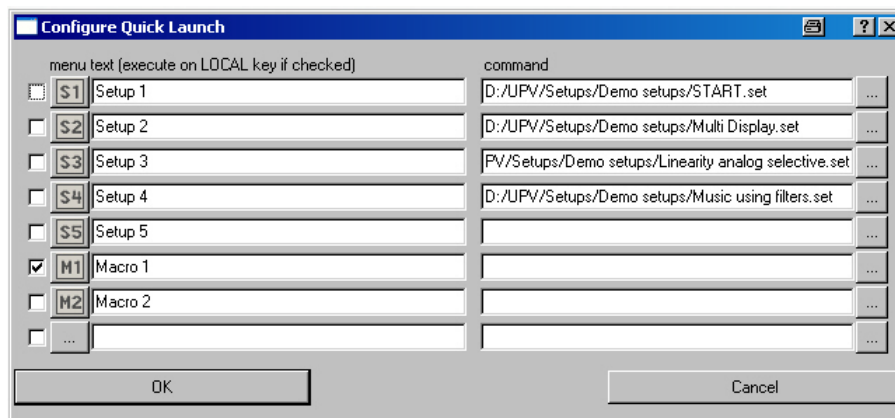 Configure Quick Launch
menu text (execute on LOCAL key if checked) command
S1 Setup 1 D:/UPV/Setups/Demo setups/START.set ...
S2 Setup 2 D:/UPV/Setups/Demo setups/Multi Display.set ...
S3 Setup 3 PV/Setups/Demo setups/Linearity analog selective.set ...
S4 Setup 4 D:/UPV/Setups/Demo setups/Music using filters.set ...
S5 Setup 5 ...
M1 Macro 1 ...
M2 Macro 2 ...
... ...
OK Cancel